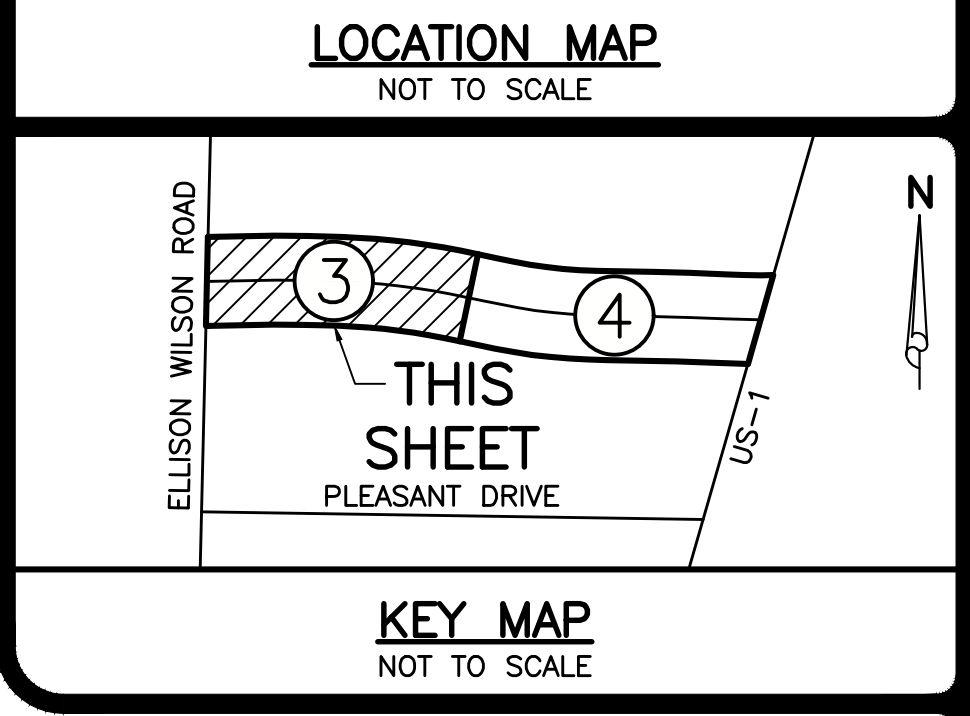 LOCATION MAP
NOT TO SCALE
N
ELLISON WILSON ROAD
3
4
THIS
SHEET
US-1
PLEASANT DRIVE
KEY MAP
NOT TO SCALE